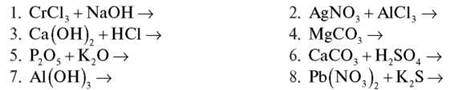 1. CrCl₃ + NaOH → 2. AgNO₃ + AlCl₃ →
3. Ca(OH)₂ + HCl → 4. MgCO₃ →
5. P₂O₅ + K₂O → 6. CaCO₃ + H₂SO₄ →
7. Al(OH)₃ → 8. Pb(NO₃)₂ + K₂S →